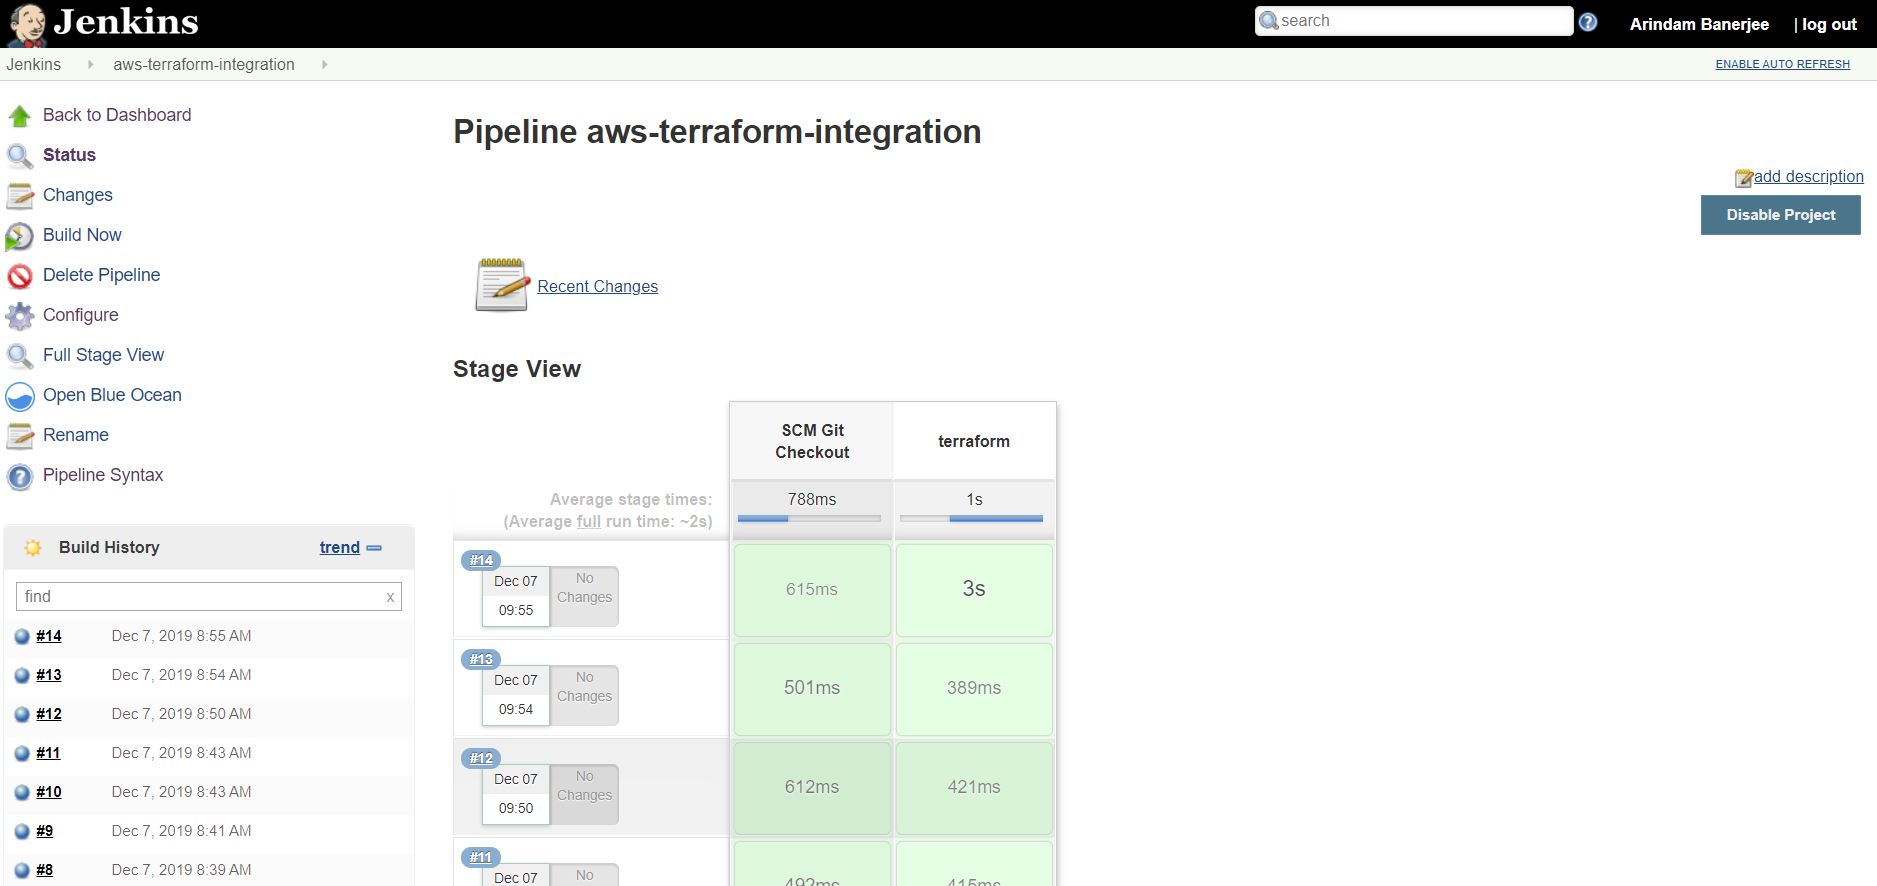 Jenkins
search
Arindam Banerjee
| log out
Jenkins
aws-terraform-integration
ENABLE AUTO REFRESH
Back to Dashboard
Status
Changes
Build Now
Delete Pipeline
Configure
Full Stage View
Open Blue Ocean
Rename
Pipeline Syntax
Build History
trend
find
x
#14 Dec 7, 2019 8:55 AM
#13 Dec 7, 2019 8:54 AM
#12 Dec 7, 2019 8:50 AM
#11 Dec 7, 2019 8:43 AM
#10 Dec 7, 2019 8:43 AM
#9 Dec 7, 2019 8:41 AM
#8 Dec 7, 2019 8:39 AM
Pipeline aws-terraform-integration
add description
Disable Project
Recent Changes
Stage View
SCM Git
Checkout
terraform
Average stage times:
(Average full run time: ~2s)
788ms
1s
#14
Dec 07
09:55
No
Changes
615ms
3s
#13
Dec 07
09:54
No
Changes
501ms
389ms
#12
Dec 07
09:50
No
Changes
612ms
421ms
#11
Dec 07
No
492ms
415ms